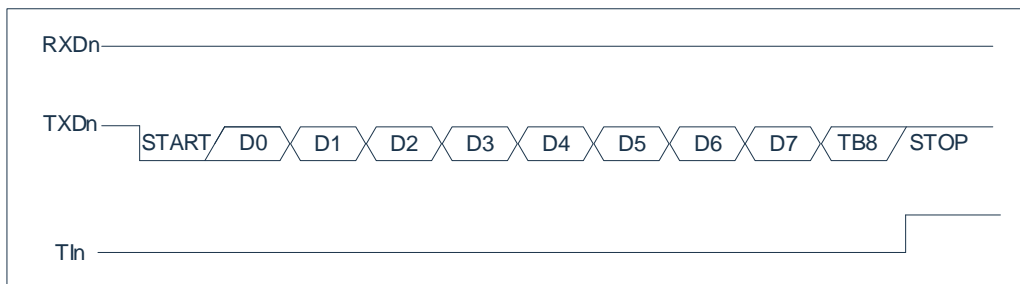 RXDn
TXDn
START D0 D1 D2 D3 D4 D5 D6 D7 TB8 STOP
TIn